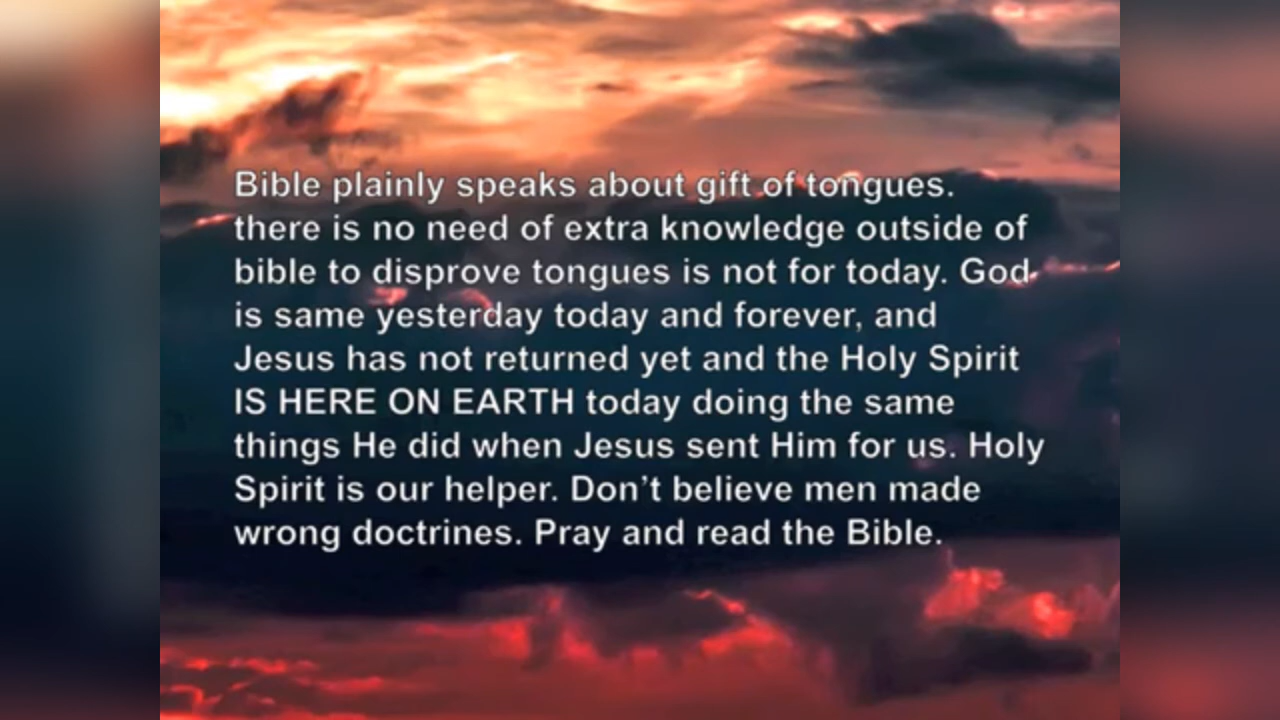 Bible plainly speaks about gift of tongues.
there is no need of extra knowledge outside of
bible to disprove tongues is not for today. God
is same yesterday today and forever, and
Jesus has not returned yet and the Holy Spirit
IS HERE ON EARTH today doing the same
things He did when Jesus sent Him for us. Holy
Spirit is our helper. Don’t believe men made
wrong doctrines. Pray and read the Bible.